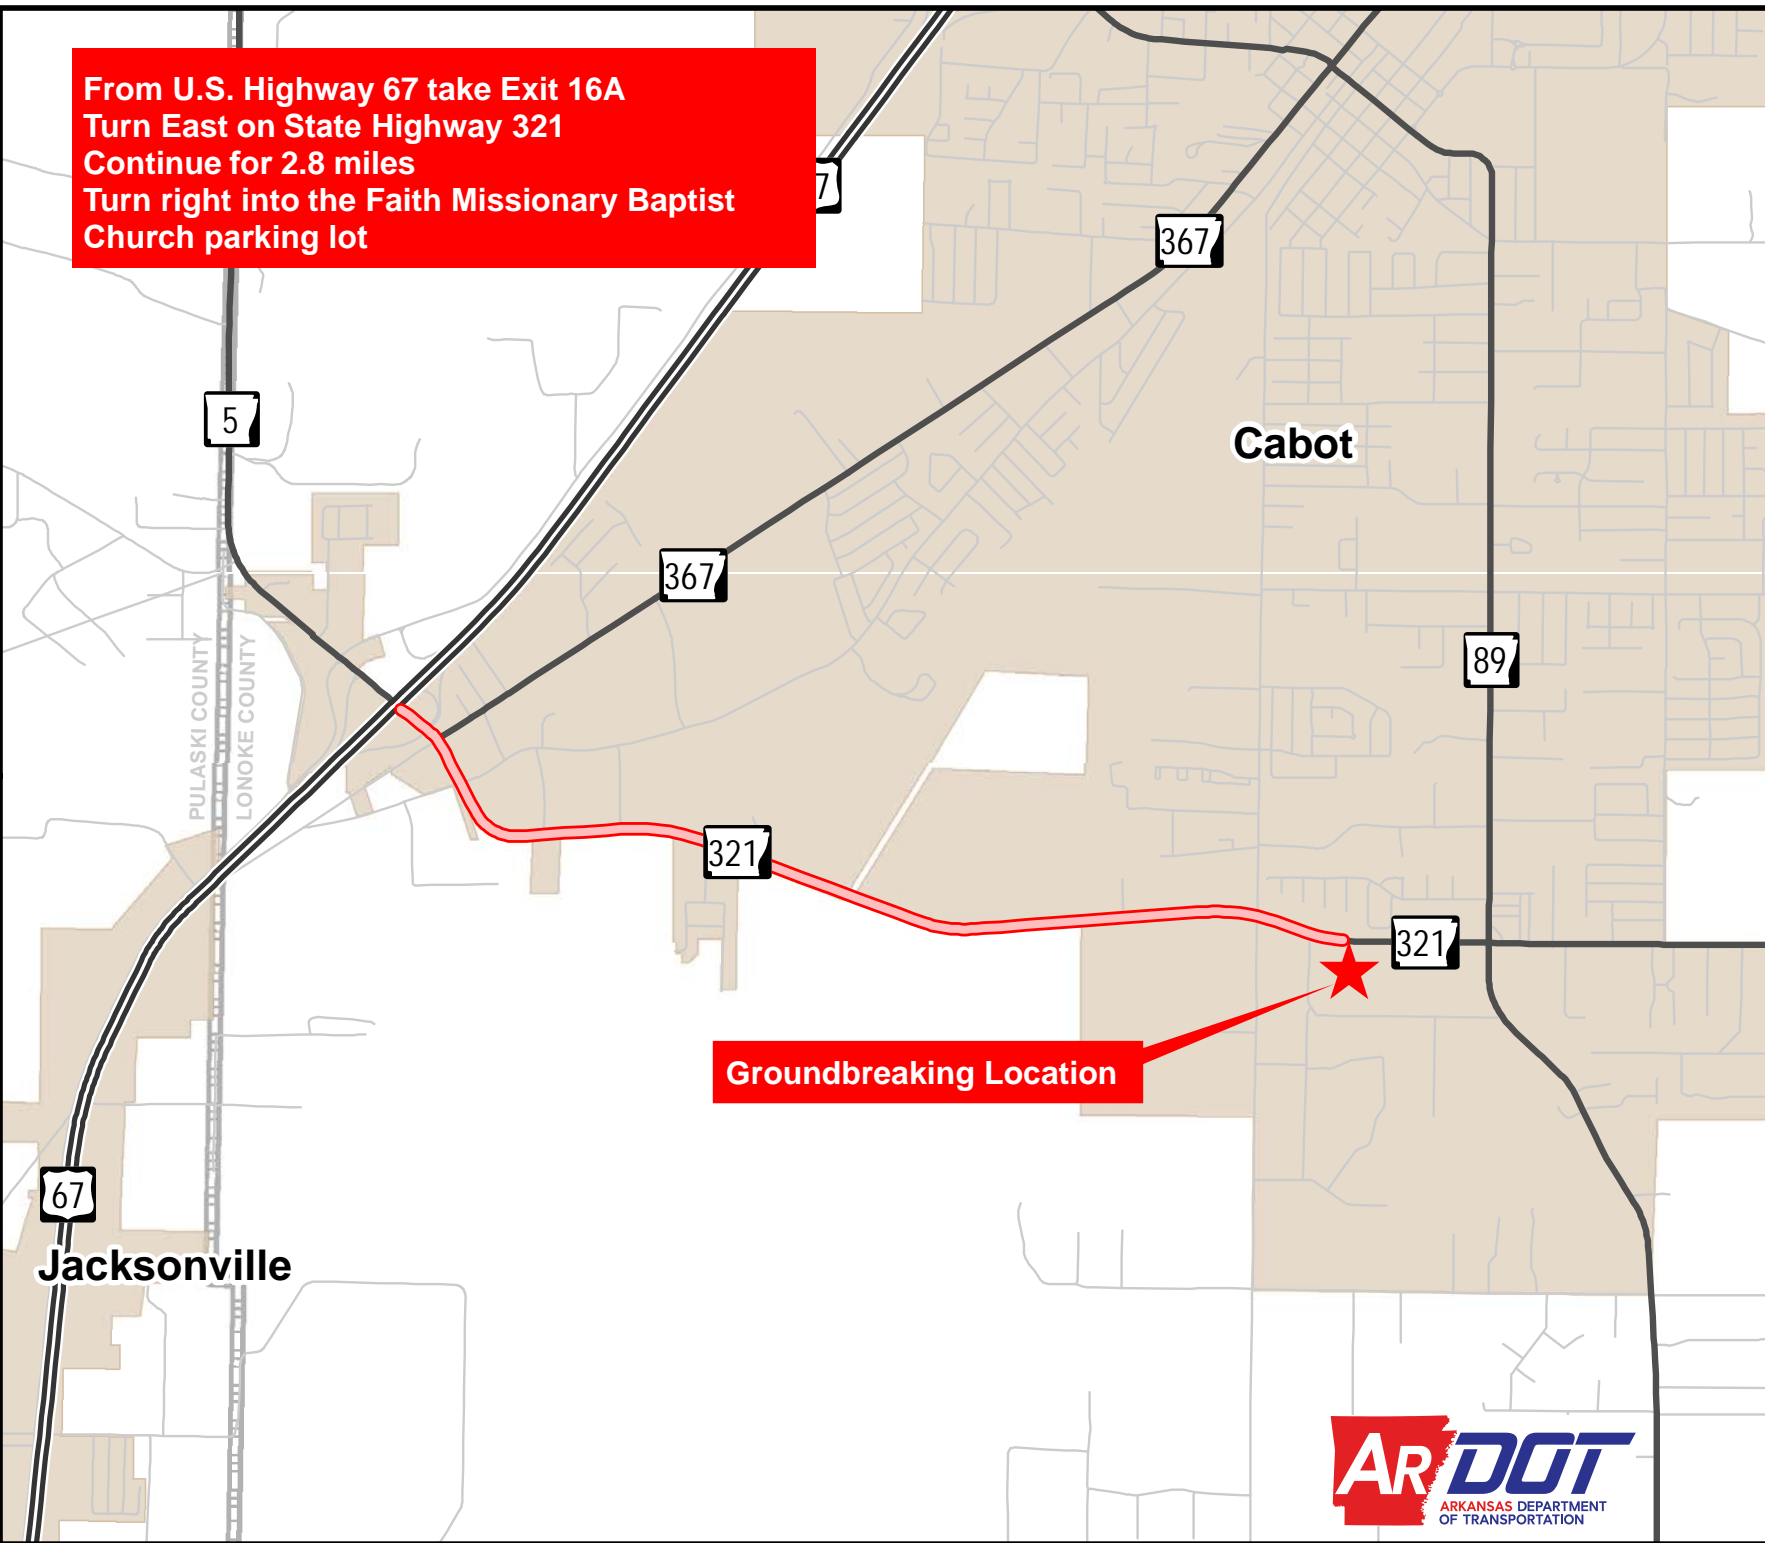 From U.S. Highway 67 take Exit 16A
Turn East on State Highway 321
Continue for 2.8 miles
Turn right into the Faith Missionary Baptist
Church parking lot
7
367
5
Cabot
367
89
PULASKI COUNTY
LONOKE COUNTY
321
321
Groundbreaking Location
67
Jacksonville
ARDOT
ARKANSAS DEPARTMENT
OF TRANSPORTATION